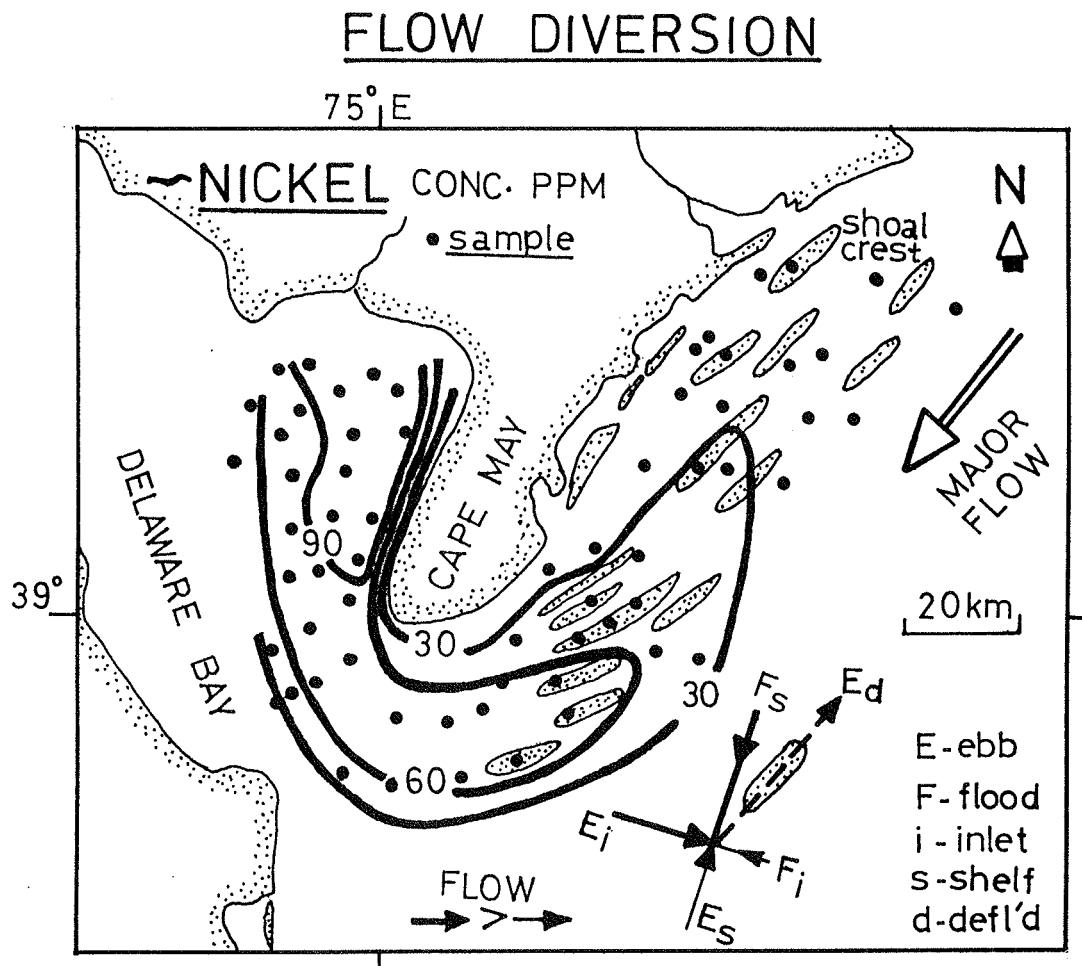 FLOW DIVERSION
75° E
NICKEL CONC. PPM
sample
shoal
crest
N
MAJOR
FLOW
DELAWARE BAY
CAPE MAY
90
39°
30
20km
30
60
Fs
Ed
Ei
Fi
Es
E-ebb
F-flood
i-inlet
s-shelf
d-defl'd
FLOW
>